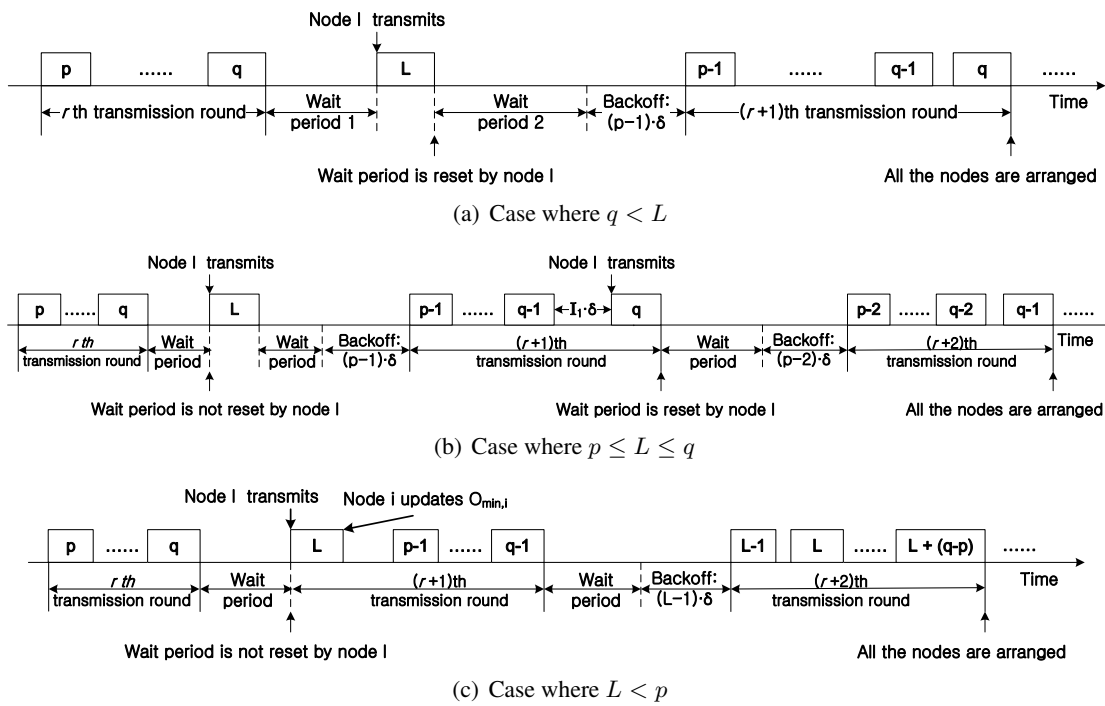 Node l transmits
p ...... q L p-1 ...... q-1 q ......
r th transmission round Wait period 1 Wait period 2 Backoff: (p−1)·δ (r+1)th transmission round Time
Wait period is reset by node l All the nodes are arranged
(a) Case where q < L
Node l transmits Node l transmits
p ...... q L p-1 ...... q-1 I₁·δ q p-2 ...... q-2 q-1 ......
r th transmission round Wait period Wait period Backoff: (p−1)·δ (r+1)th transmission round Wait period Backoff: (p−2)·δ (r+2)th transmission round Time
Wait period is not reset by node l Wait period is reset by node l All the nodes are arranged
(b) Case where p ≤ L ≤ q
Node l transmits Node i updates Omin,i
p ...... q L p-1 ...... q-1 L-1 L ...... L + (q-p) ......
r th transmission round Wait period (r+1)th transmission round Wait period Backoff: (L−1)·δ (r+2)th transmission round Time
Wait period is not reset by node l All the nodes are arranged
(c) Case where L < p